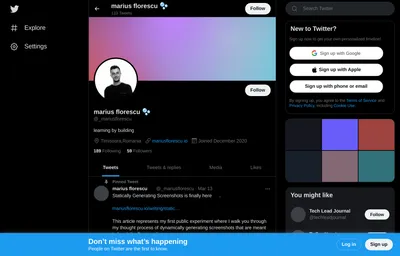 marius florescu
125 Tweets
Follow
Search Twitter
Explore
Settings
New to Twitter?
Sign up now to get your own personalized timeline!
Sign up with Google
Sign up with Apple
Sign up with phone or email
By signing up, you agree to the Terms of Service and
Privacy Policy, including Cookie Use.
Follow
marius florescu
@_mariusflorescu
learning by building
Timisoara,Romania mariusflorescu.io Joined December 2020
189 Following 59 Followers
Tweets Tweets & replies Media Likes
Pinned Tweet
marius florescu @_mariusflorescu · Mar 13
Statically Generating Screenshots is finally here
This article represents my first public experiment where I walk you through
my thought process of dynamically generating screenshots that are meant
You might like
Tech Lead Journal
@techleadjournal
Follow
Don't miss what's happening
People on Twitter are the first to know.
Log in
Sign up